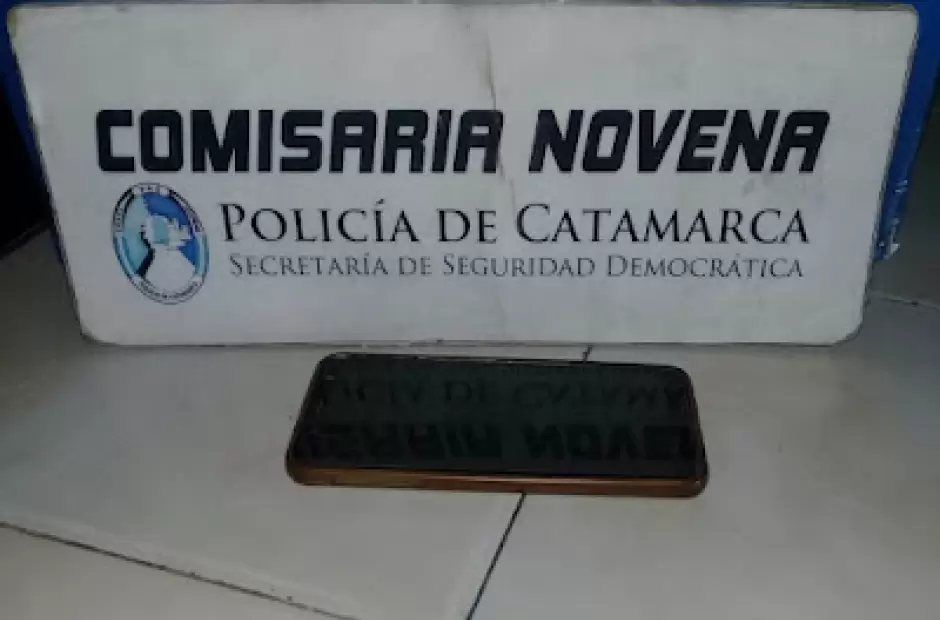 COMISARIA NOVENA
POLICÍA DE CATAMARCA
SECRETARÍA DE SEGURIDAD DEMOCRÁTICA